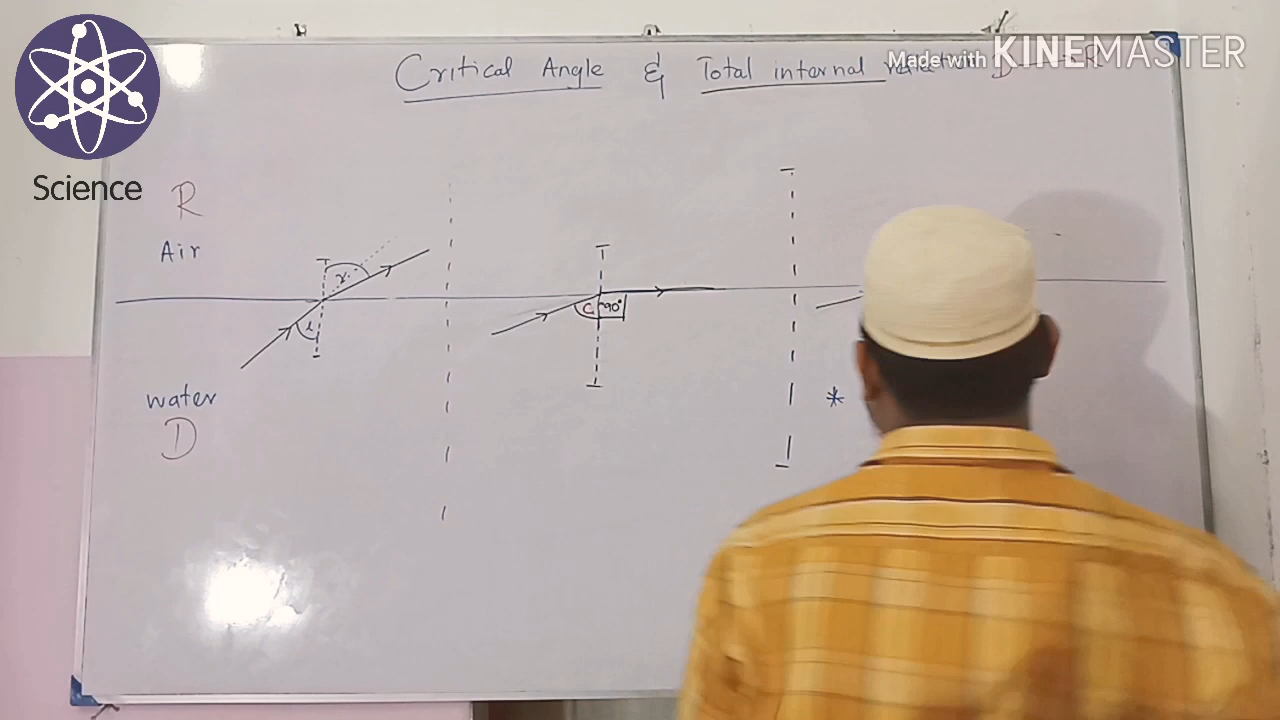 Critical Angle & Total internal
D R
Made with KINEMASTER
Science
R
Air
r
i
C 90°
water
D
*